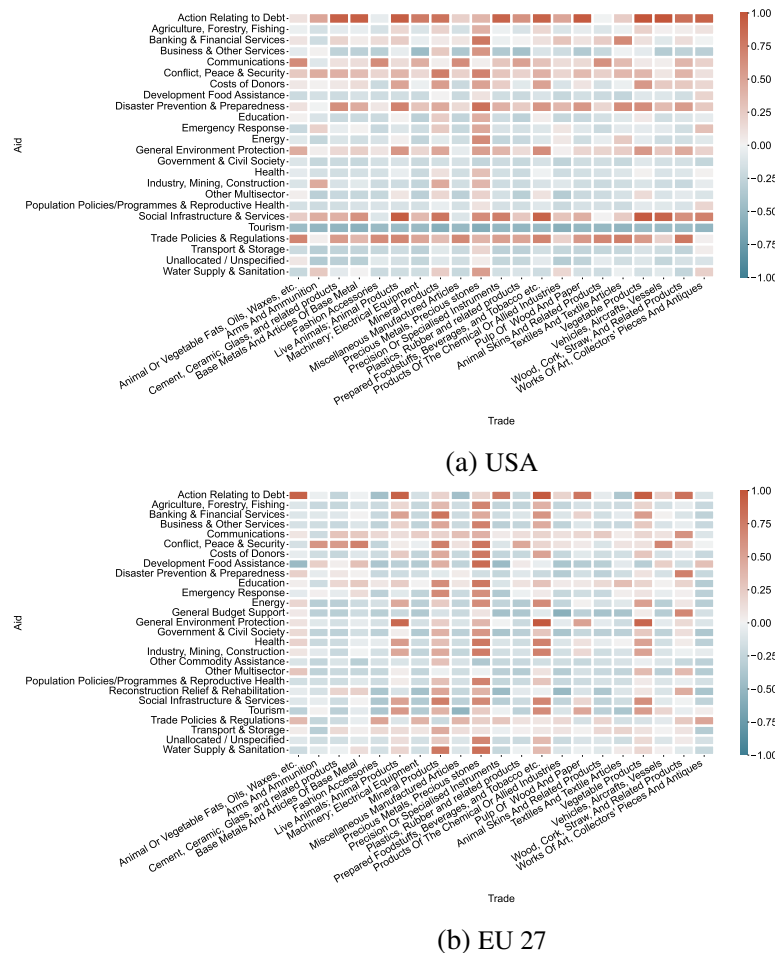 Action Relating to Debt
Agriculture, Forestry, Fishing
Banking & Financial Services
Business & Other Services
Communications
Conflict, Peace & Security
Costs of Donors
Development Food Assistance
Disaster Prevention & Preparedness
Education
Emergency Response
Energy
General Environment Protection
Government & Civil Society
Health
Industry, Mining, Construction
Other Multisector
Population Policies/Programmes & Reproductive Health
Social Infrastructure & Services
Tourism
Trade Policies & Regulations
Transport & Storage
Unallocated / Unspecified
Water Supply & Sanitation
Aid
1.00
0.75
0.50
0.25
0.00
−0.25
−0.50
−0.75
−1.00
Animal Or Vegetable Fats, Oils, Waxes, etc.
Arms And Ammunition
Cement, Ceramic, Glass, and related products
Base Metals And Articles Of Base Metal
Fashion Accessories
Live Animals; Animal Products
Machinery, Electrical Equipment
Mineral Products
Miscellaneous Manufactured Articles
Precious Metals, Precious stones
Precision Or Specialised Instruments
Plastics, Rubber and related products
Prepared Foodstuffs, Beverages, and Tobacco etc.
Products Of The Chemical Or Allied Industries
Pulp Of Wood And Paper
Animal Skins And Related Products
Textiles And Textile Articles
Vegetable Products
Vehicles, Aircrafts, Vessels
Wood, Cork, Straw, And Related Products
Works Of Art, Collectors' Pieces And Antiques
Trade
(a) USA
Action Relating to Debt
Agriculture, Forestry, Fishing
Banking & Financial Services
Business & Other Services
Communications
Conflict, Peace & Security
Costs of Donors
Development Food Assistance
Disaster Prevention & Preparedness
Education
Emergency Response
Energy
General Budget Support
General Environment Protection
Government & Civil Society
Health
Industry, Mining, Construction
Other Commodity Assistance
Other Multisector
Population Policies/Programmes & Reproductive Health
Reconstruction Relief & Rehabilitation
Social Infrastructure & Services
Tourism
Trade Policies & Regulations
Transport & Storage
Unallocated / Unspecified
Water Supply & Sanitation
Aid
1.00
0.75
0.50
0.25
0.00
−0.25
−0.50
−0.75
−1.00
Animal Or Vegetable Fats, Oils, Waxes, etc.
Arms And Ammunition
Cement, Ceramic, Glass, and related products
Base Metals And Articles Of Base Metal
Fashion Accessories
Live Animals; Animal Products
Machinery, Electrical Equipment
Mineral Products
Miscellaneous Manufactured Articles
Precious Metals, Precious stones
Precision Or Specialised Instruments
Plastics, Rubber and related products
Prepared Foodstuffs, Beverages, and Tobacco etc.
Products Of The Chemical Or Allied Industries
Pulp Of Wood And Paper
Animal Skins And Related Products
Textiles And Textile Articles
Vegetable Products
Vehicles, Aircrafts, Vessels
Wood, Cork, Straw, And Related Products
Works Of Art, Collectors' Pieces And Antiques
Trade
(b) EU 27